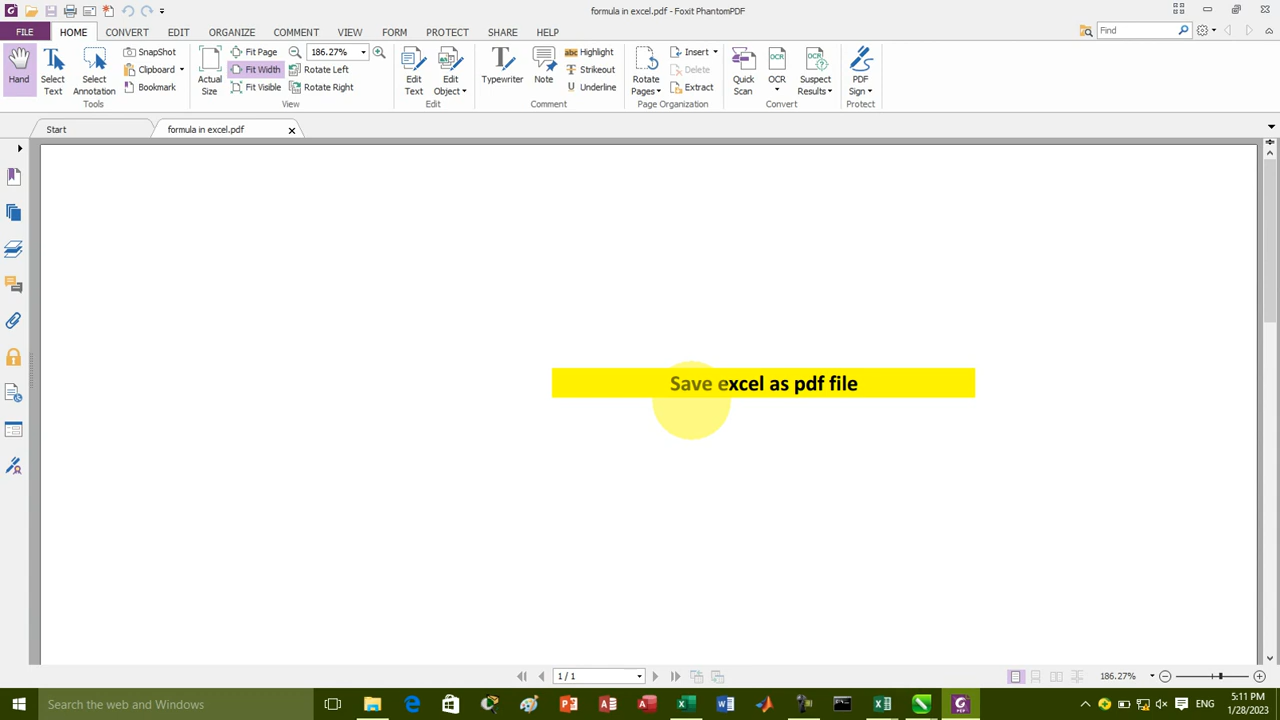 formula in excel.pdf - Foxit PhantomPDF
FILE HOME CONVERT EDIT ORGANIZE COMMENT VIEW FORM PROTECT SHARE HELP Find
Hand
Select Text
Select Annotation
SnapShot
Clipboard
Bookmark
Tools
Actual Size
Fit Page
Fit Width
Fit Visible
186.27%
Rotate Left
Rotate Right
View
Edit Text
Edit Object
Edit
Typewriter
Note
Highlight
Strikeout
Underline
Comment
Rotate Pages
Insert
Delete
Extract
Page Organization
Quick Scan
OCR
Suspect Results
Convert
PDF Sign
Protect
Start formula in excel.pdf
Save excel as pdf file
1 / 1 186.27%
Search the web and Windows
ENG
5:11 PM
1/28/2023